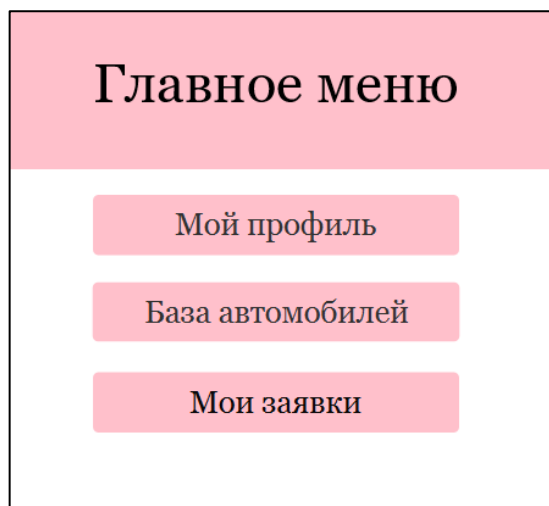 Главное меню
Мой профиль
База автомобилей
Мои заявки